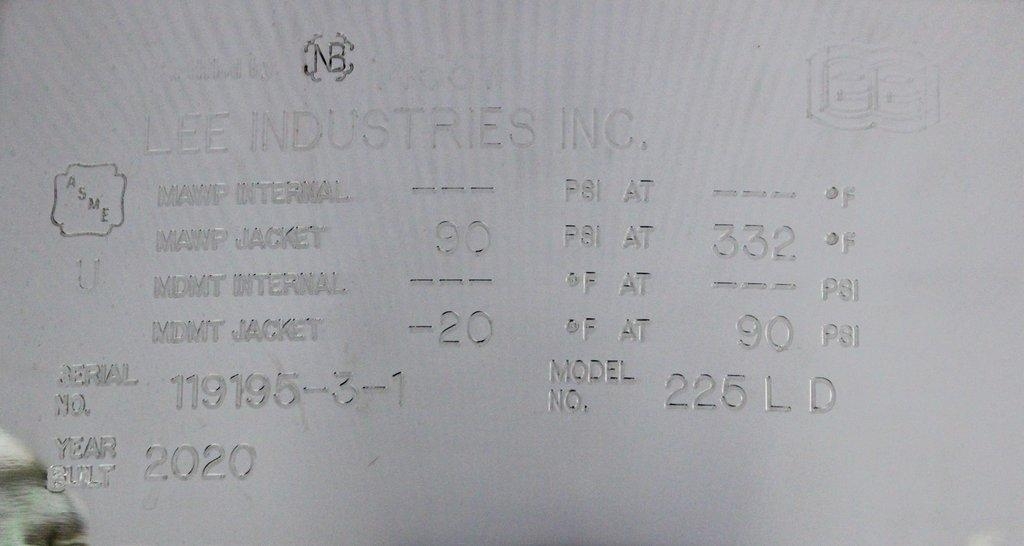 NB
LEE INDUSTRIES INC.
ASME
MAWP INTERNAL --- PSI AT --- °F
MAWP JACKET 90 PSI AT 332 °F
U
MDMT INTERNAL --- °F AT --- PSI
MDMT JACKET -20 °F AT 90 PSI
SERIAL NO. 119195-3-1 MODEL NO. 225 L D
YEAR BUILT 2020